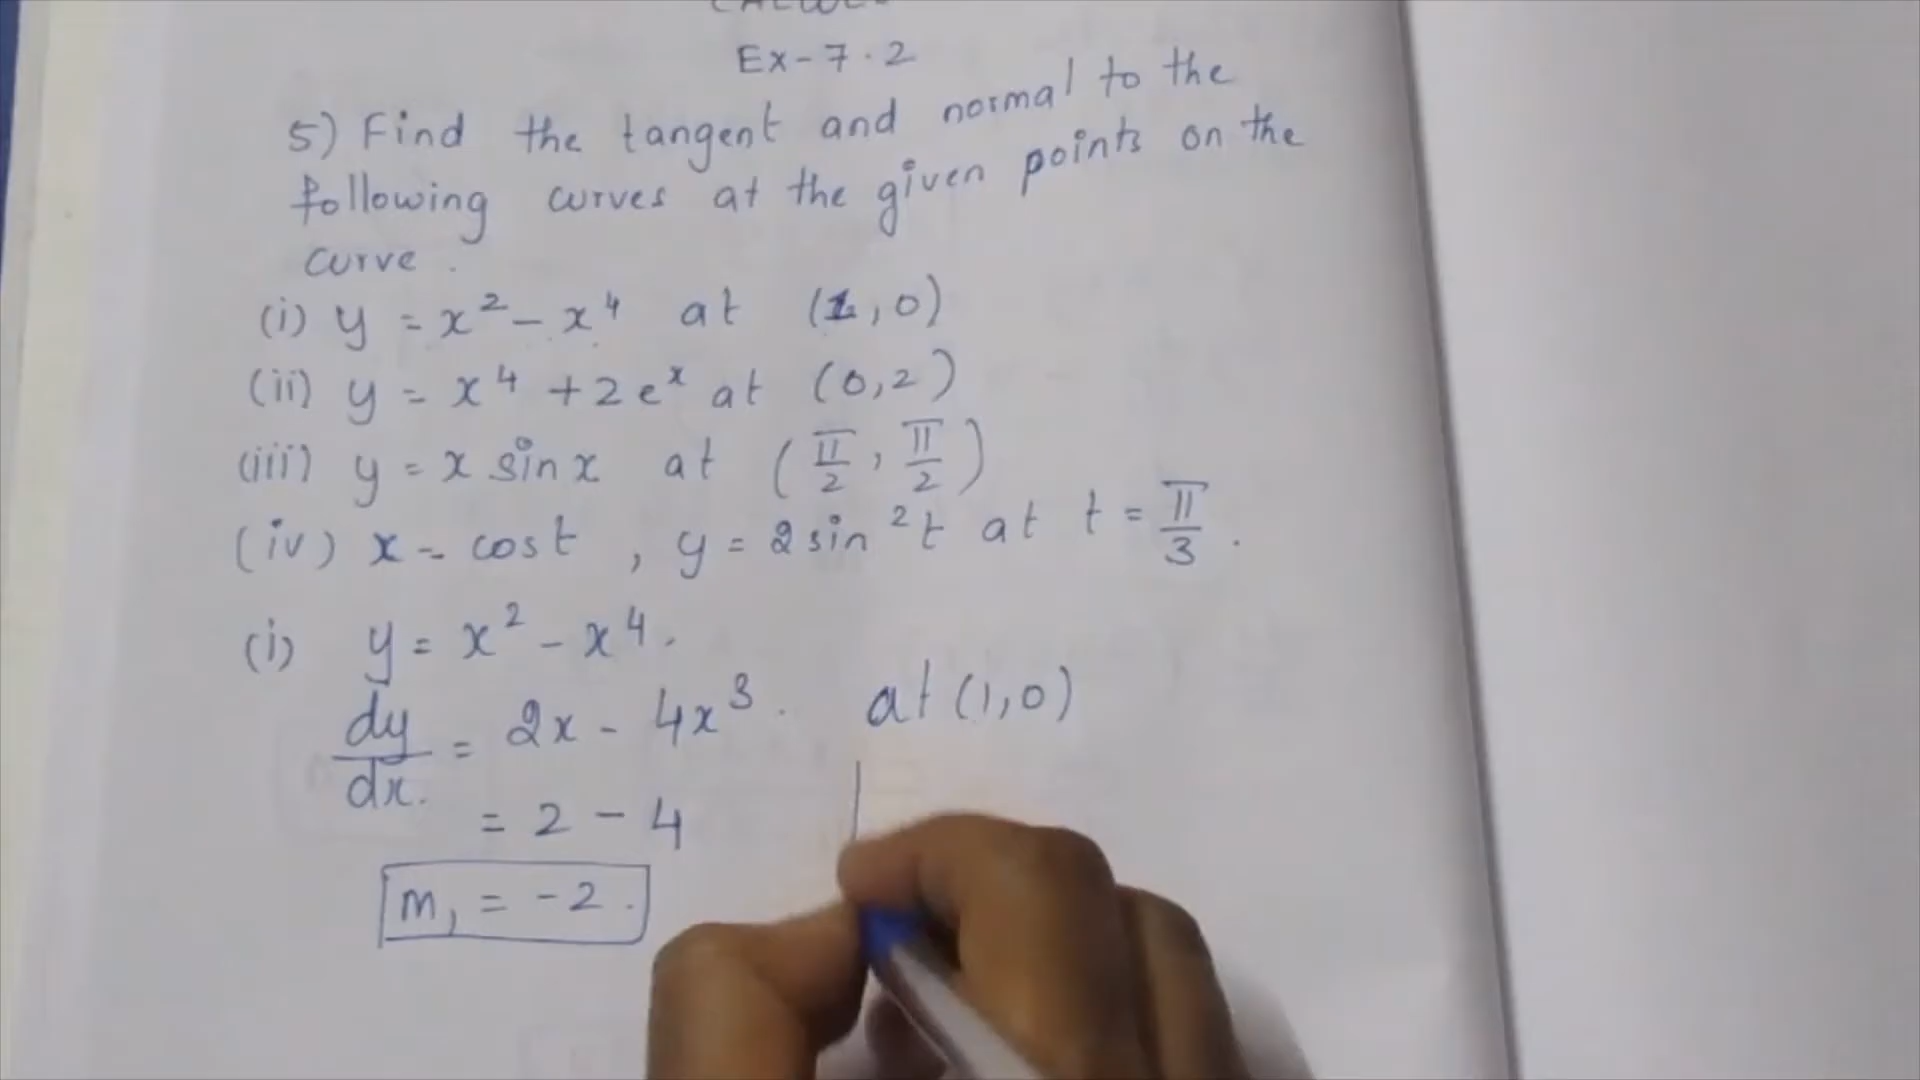 Ex-7.2
5) Find the tangent and normal to the
following curves at the given points on the
curve.
(i) y = x² - x⁴ at (1,0)
(ii) y = x⁴ + 2eˣ at (0,2)
(iii) y = x sin x at (π/2, π/2)
(iv) x = cos t, y = 2 sin²t at t = π/3.
(i) y = x² - x⁴.
dy/dx = 2x - 4x³. at (1,0)
= 2 - 4
m₁ = -2.